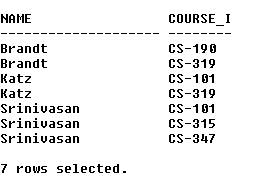 NAME                 COURSE_I
-------------------- --------
Brandt               CS-190
Brandt               CS-319
Katz                 CS-101
Katz                 CS-319
Srinivasan           CS-101
Srinivasan           CS-315
Srinivasan           CS-347
7 rows selected.